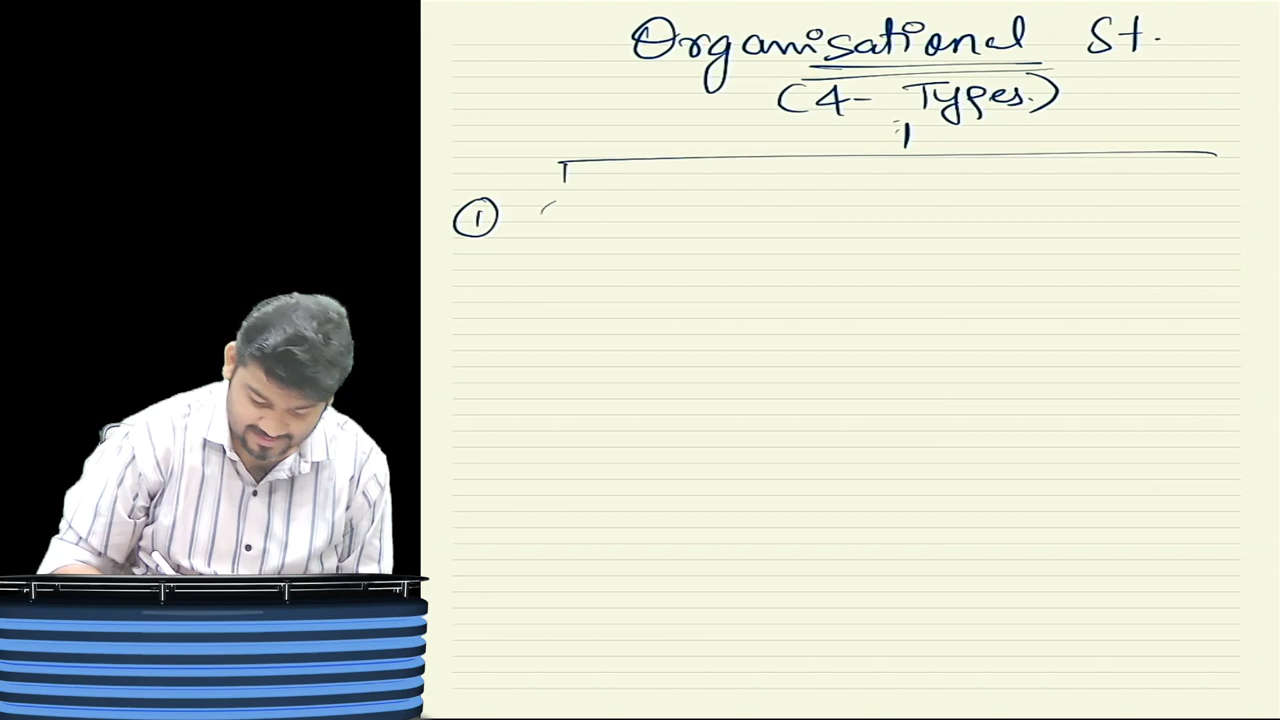 Organisational St.
(4- Types.)
①